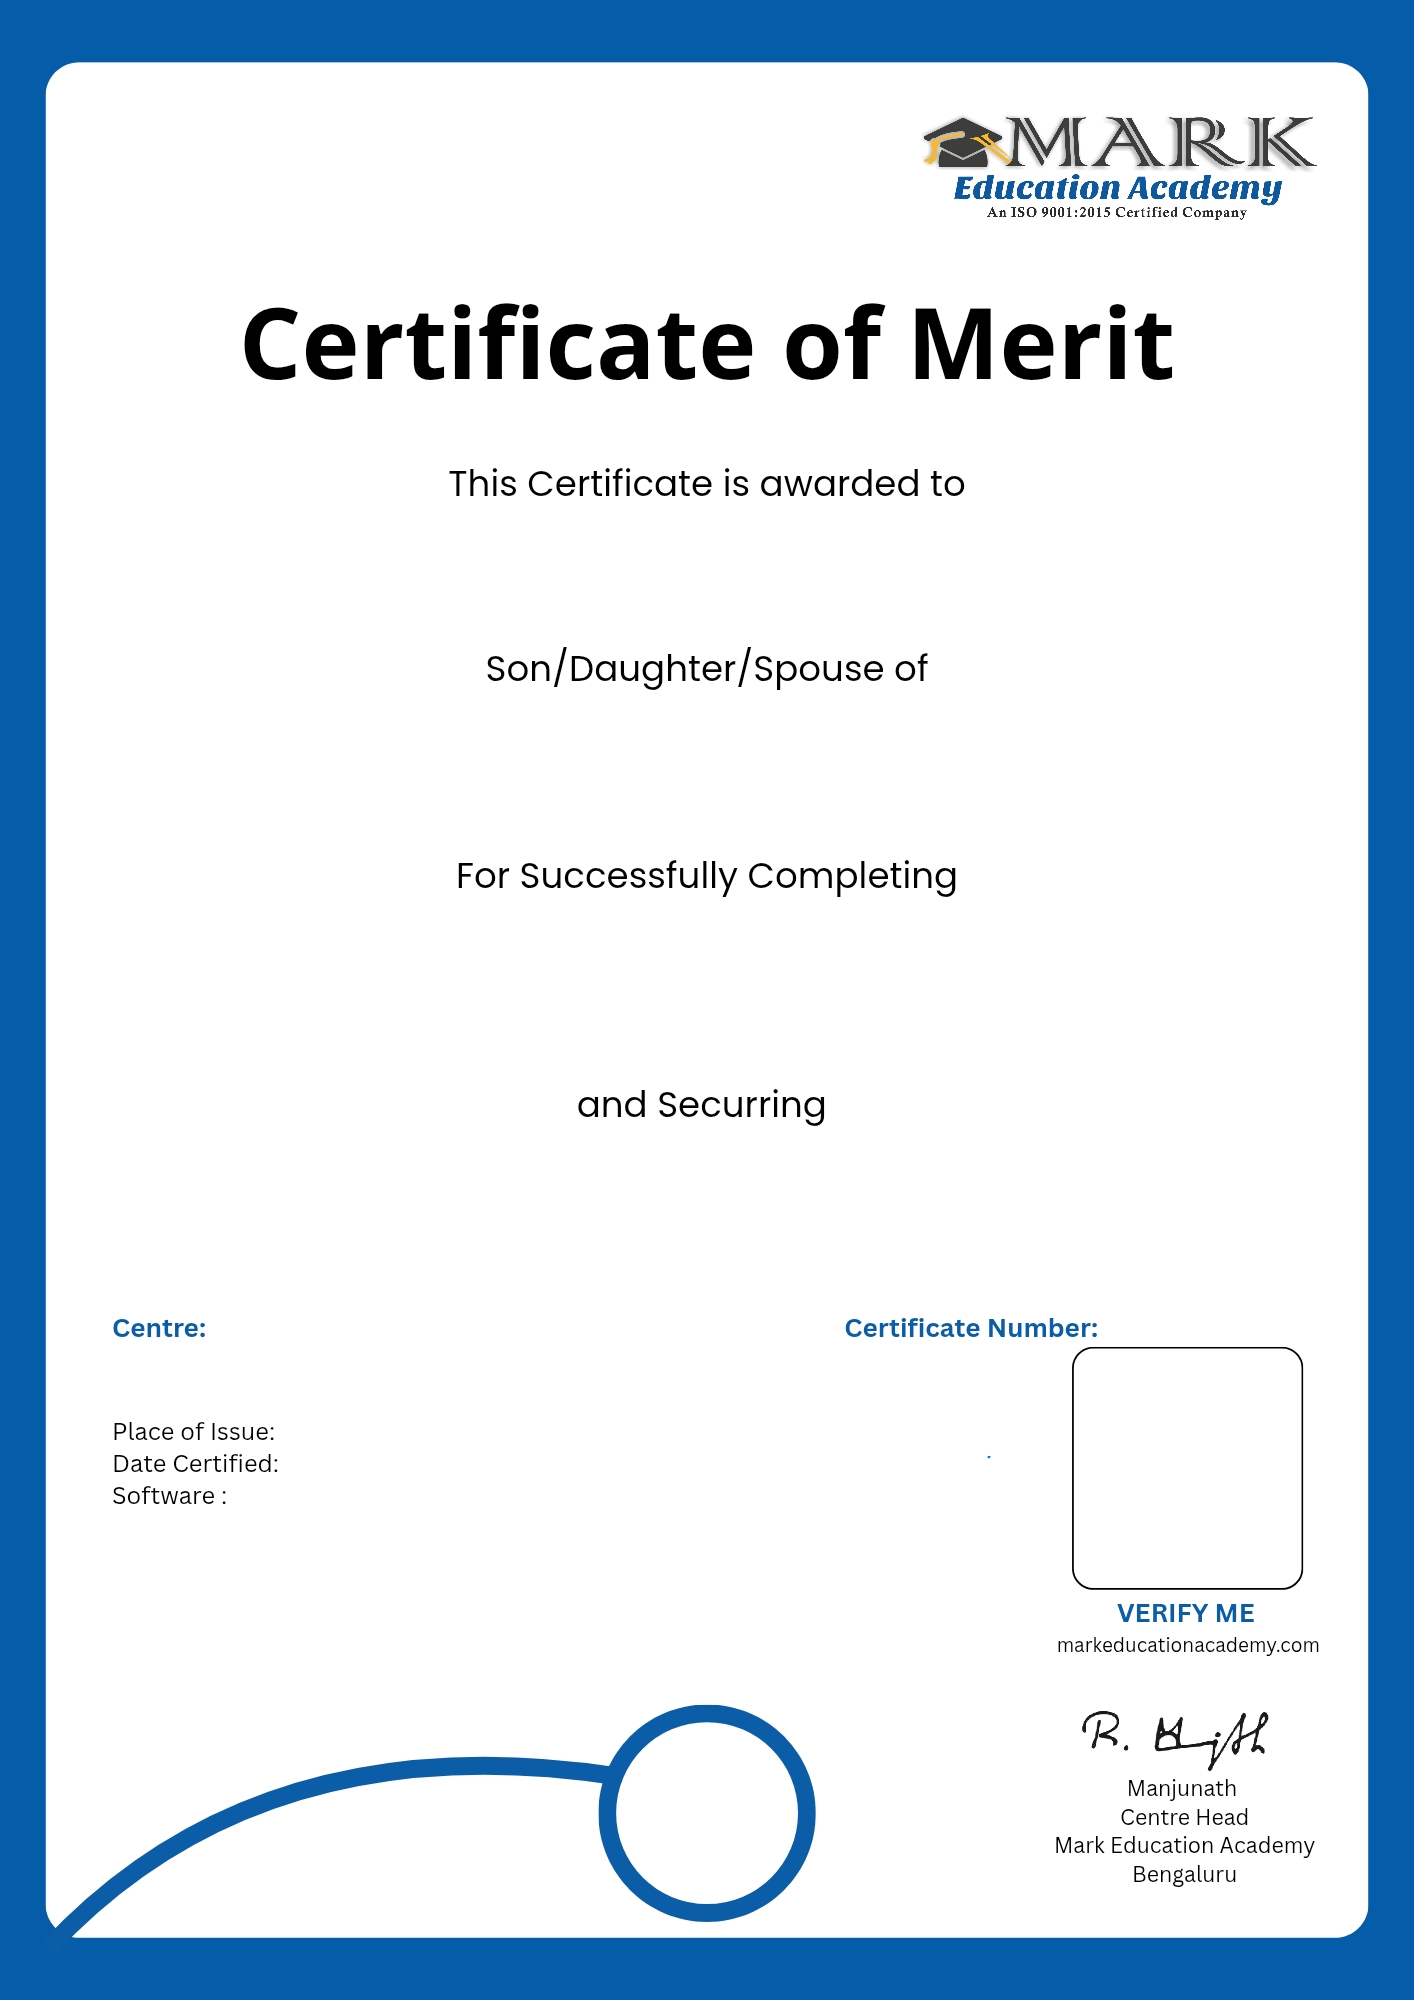 MARK
Education Academy
An ISO 9001:2015 Certified Company
Certificate of Merit
This Certificate is awarded to
Son/Daughter/Spouse of
For Successfully Completing
and Securring
Centre:
Certificate Number:
Place of Issue:
Date Certified:
Software :
VERIFY ME
markeducationacademy.com
Manjunath
Centre Head
Mark Education Academy
Bengaluru